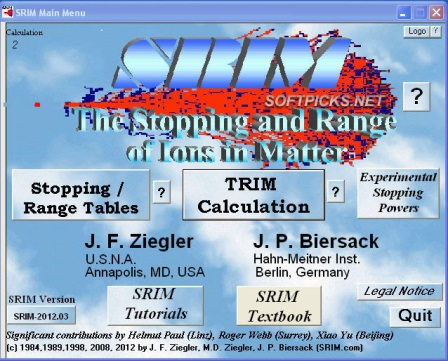 SRIM Main Menu
Calculation
2
Logo
Y
SRIM
SOFTPICKS.NET
?
The Stopping and Range
of Ions in Matter
Stopping /
Range Tables
?
TRIM
Calculation
?
Experimental
Stopping
Powers
J. F. Ziegler
U.S.N.A.
Annapolis, MD, USA
J. P. Biersack
Hahn-Meitner Inst.
Berlin, Germany
SRIM Version
SRIM-2012.03
SRIM
Tutorials
SRIM
Textbook
Legal Notice
Quit
Significant contributions by Helmut Paul (Linz), Roger Webb (Surrey), Xiao Yu (Beijing)
(c) 1984,1989,1998, 2008, 2012 by J. F. Ziegler, M.D. Ziegler, J. P. Biersack (SRIM.com)